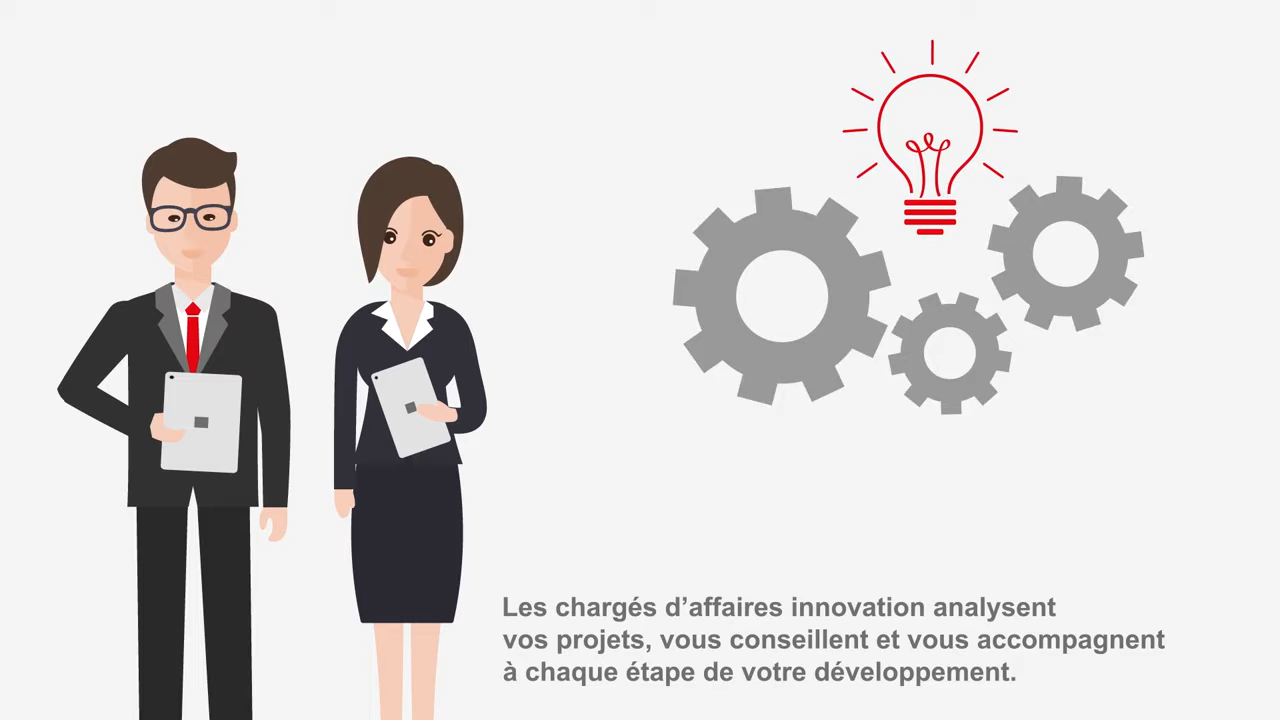 Les chargés d’affaires innovation analysent
vos projets, vous conseillent et vous accompagnent
à chaque étape de votre développement.